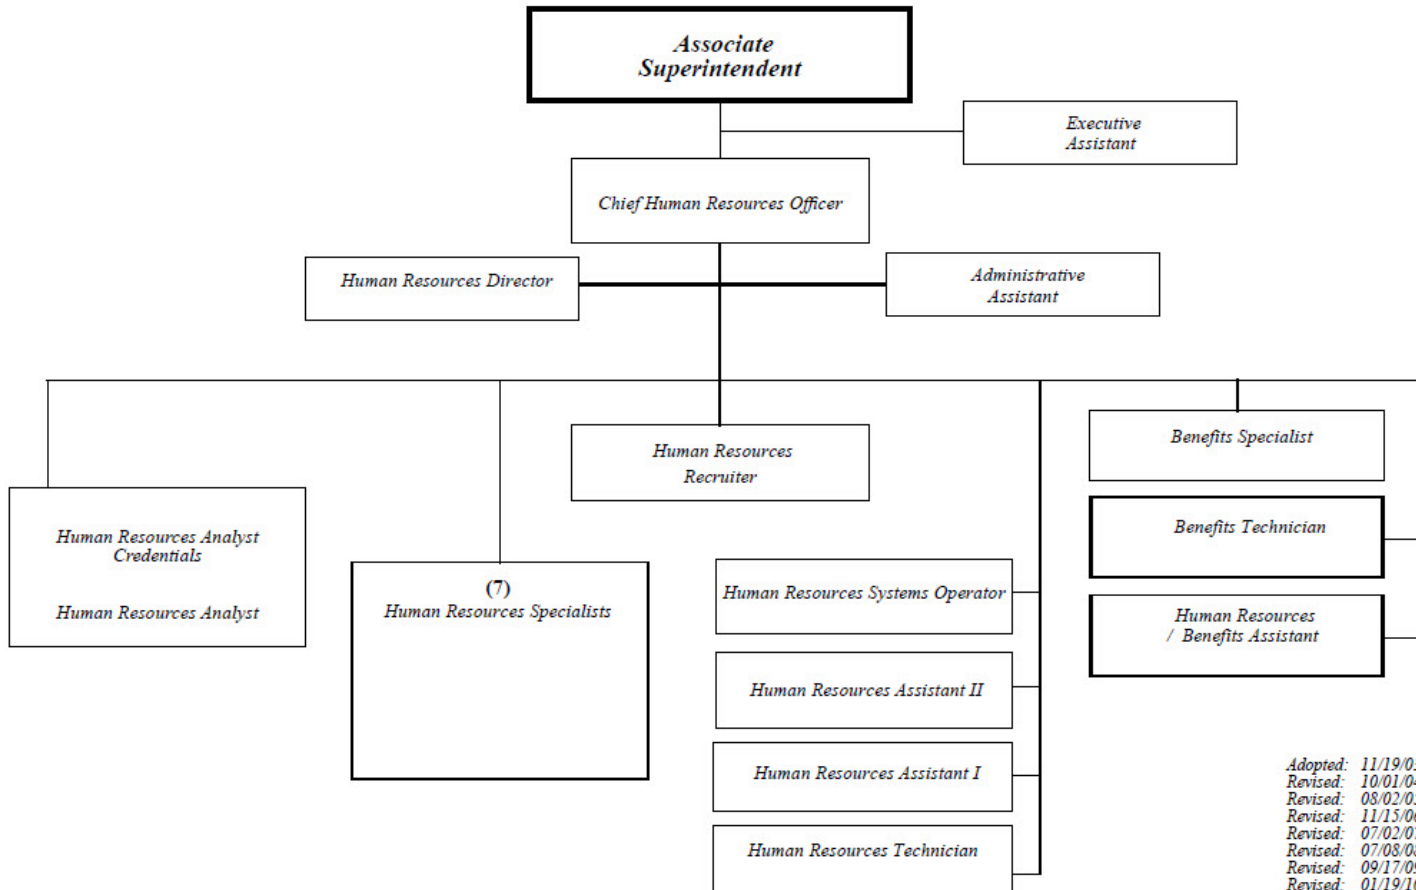 Associate
Superintendent
Executive
Assistant
Chief Human Resources Officer
Human Resources Director
Administrative
Assistant
Human Resources
Recruiter
Benefits Specialist
Human Resources Analyst
Credentials
Human Resources Analyst
(7)
Human Resources Specialists
Human Resources Systems Operator
Human Resources Assistant II
Human Resources Assistant I
Human Resources Technician
Benefits Technician
Human Resources
/ Benefits Assistant
Adopted:
Revised:
Revised:
Revised:
Revised:
Revised:
Revised:
Revised: